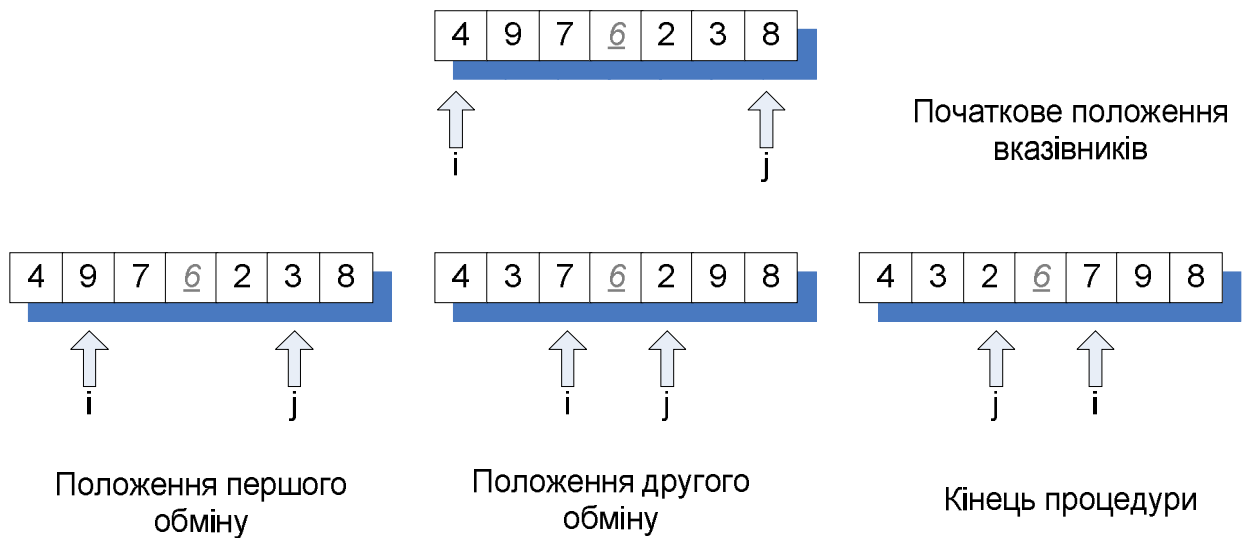 4 9 7 6 2 3 8
i j
Початкове положення
вказівників
4 9 7 6 2 3 8
i j
Положення першого
обміну
4 3 7 6 2 9 8
i j
Положення другого
обміну
4 3 2 6 7 9 8
j i
Кінець процедури